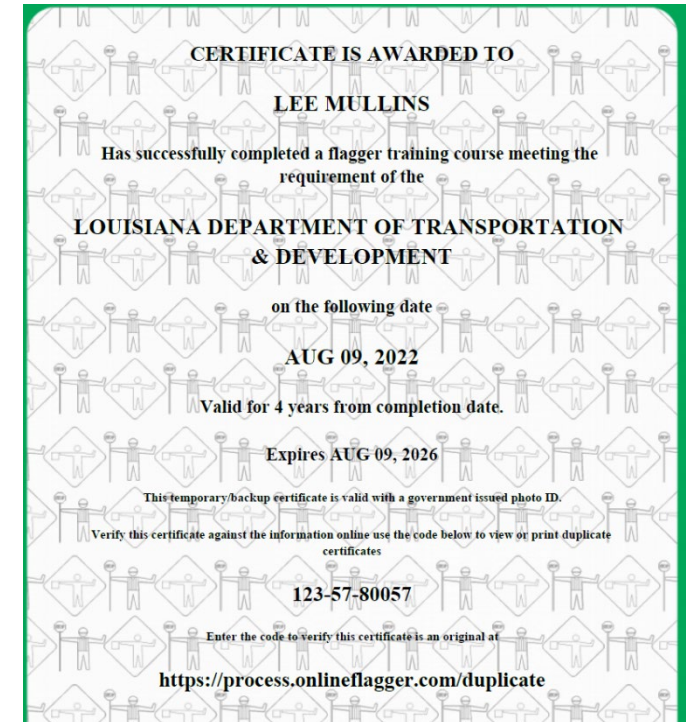 CERTIFICATE IS AWARDED TO
LEE MULLINS
Has successfully completed a flagger training course meeting the
requirement of the
LOUISIANA DEPARTMENT OF TRANSPORTATION
& DEVELOPMENT
on the following date
AUG 09, 2022
Valid for 4 years from completion date.
Expires AUG 09, 2026
This temporary/backup certificate is valid with a government issued photo ID.
Verify this certificate against the information online use the code below to view or print duplicate
certificates
123-57-80057
Enter the code to verify this certificate is an original at
https://process.onlineflagger.com/duplicate